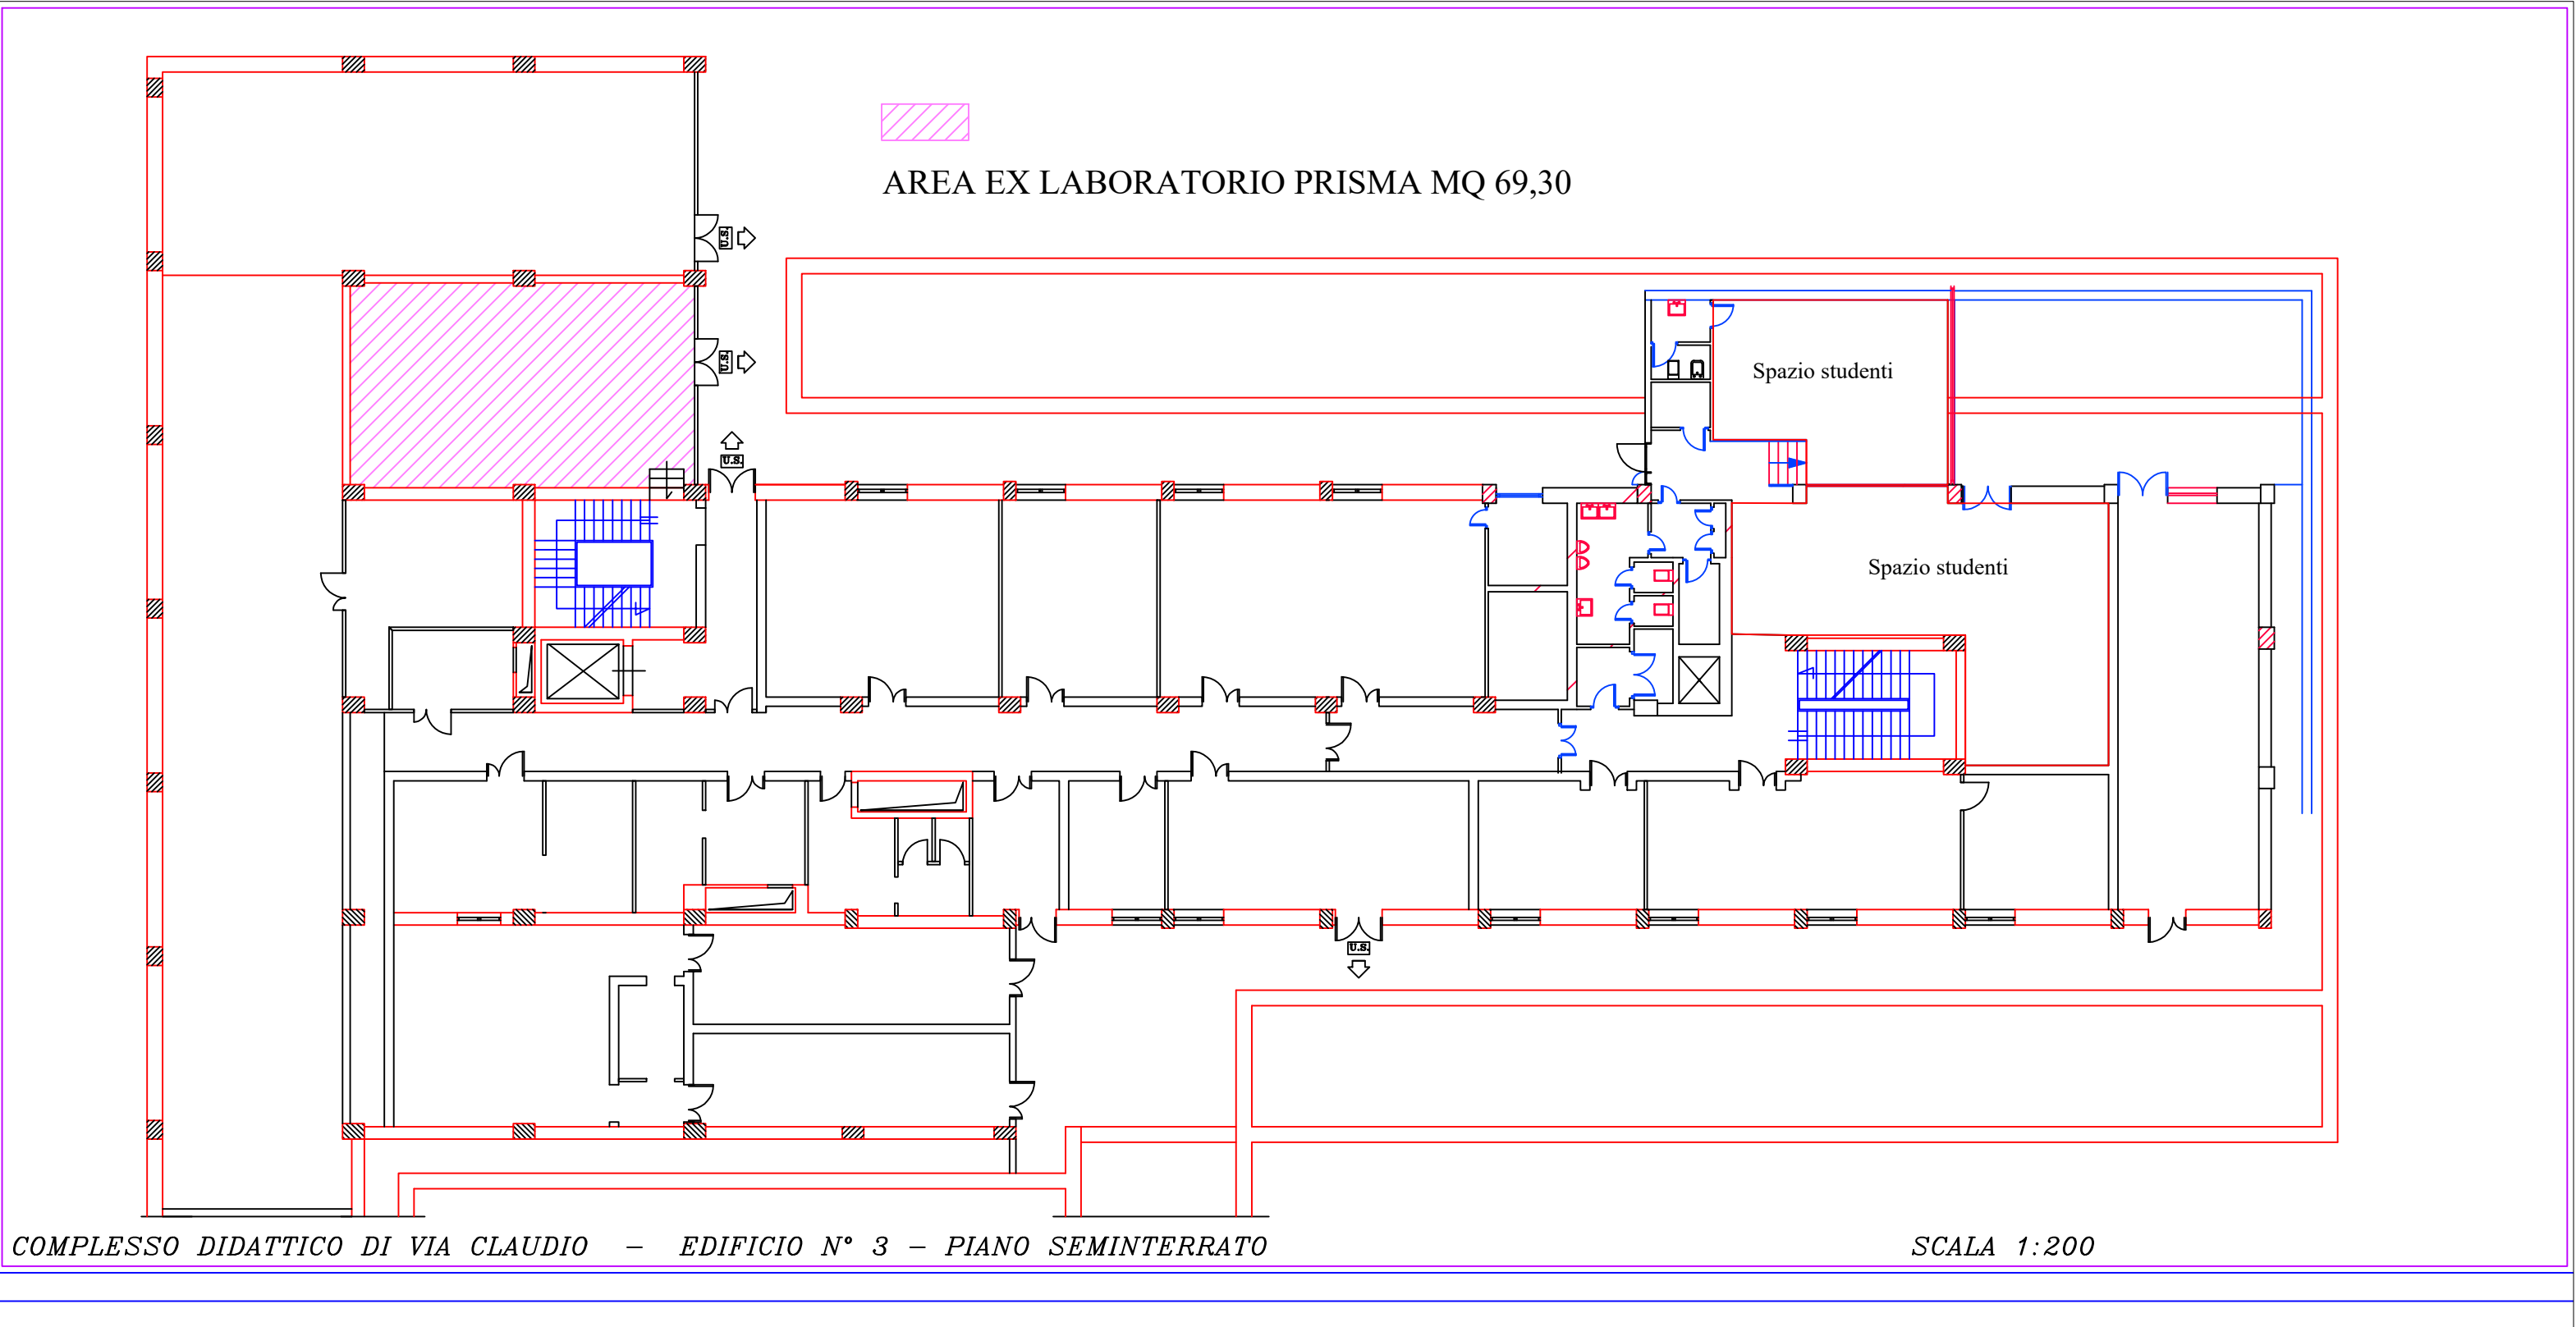 AREA EX LABORATORIO PRISMA MQ 69,30
U.S.
U.S.
Spazio studenti
U.S.
Spazio studenti
U.S.
COMPLESSO DIDATTICO DI VIA CLAUDIO – EDIFICIO N° 3 – PIANO SEMINTERRATO
SCALA 1:200